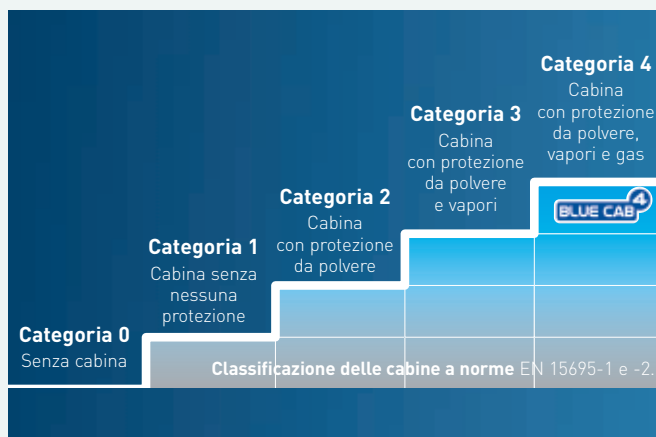 Categoria 4
Cabina
con protezione
da polvere,
vapori e gas
Categoria 3
Cabina
con protezione
da polvere
e vapori
BLUE CAB 4
Categoria 2
Cabina
con protezione
da polvere
Categoria 1
Cabina senza
nessuna
protezione
Categoria 0
Senza cabina
Classificazione delle cabine a norme EN 15695-1 e -2.